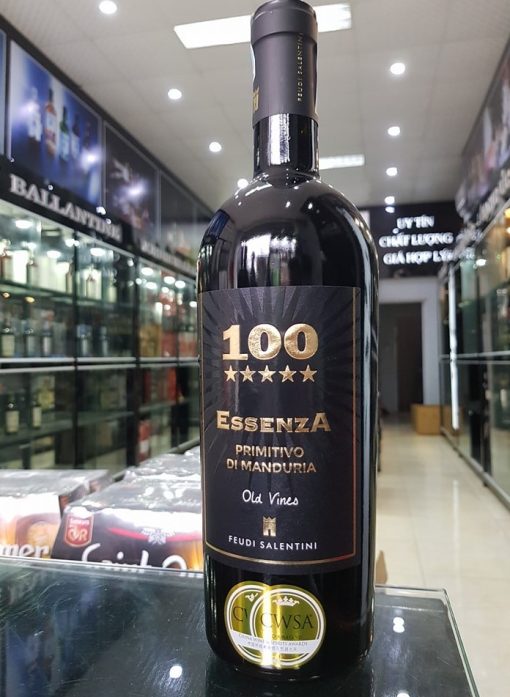 FEUDI SALENTINI
BALLANTINE
UY TÍN
CHẤT LƯỢNG
GIÁ HỢP LÝ
100
ESSENZA
PRIMITIVO
DI MANDURIA
Old Vines
FEUDI SALENTINI
CWSA